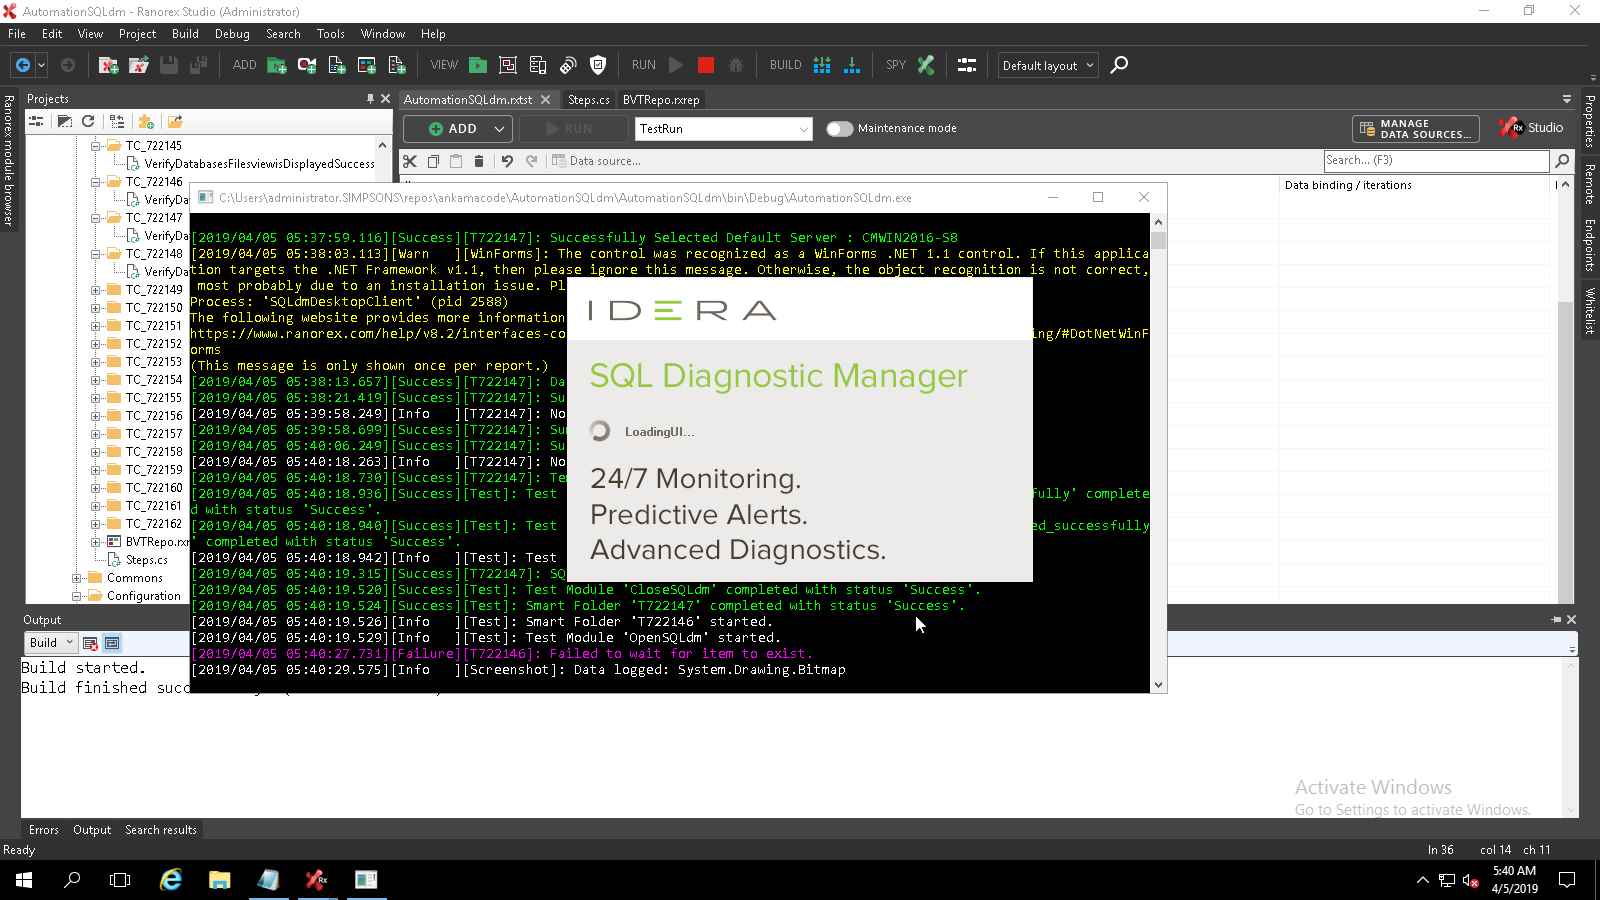 AutomationSQLdm - Ranorex Studio (Administrator)
File Edit View Project Build Debug Search Tools Window Help
ADD VIEW RUN BUILD SPY Default layout
Ranorex module browser
Projects
TC_722145
VerifyDatabasesFilesviewisDisplayedSuccess
TC_722146
VerifyDa
TC_722147
VerifyDa
TC_722148
VerifyDa
TC_722149
TC_722150
TC_722151
TC_722152
TC_722153
TC_722154
TC_722155
TC_722156
TC_722157
TC_722158
TC_722159
TC_722160
TC_722161
TC_722162
BVTRepo.rxr
Steps.cs
Commons
Configuration
AutomationSQLdm.rxtst Steps.cs BVTRepo.rxrep
ADD RUN TestRun Maintenance mode MANAGE
DATA SOURCES... Rx Studio
Data source... Search... (F3)
Data binding / iterations
Properties
Remote
Endpoints
Whitelist
C:\Users\administrator.SIMPSONS\repos\ankamacode\AutomationSQLdm\AutomationSQLdm\bin\Debug\AutomationSQLdm.exe
[2019/04/05 05:37:59.116][Success][T722147]: Successfully Selected Default Server : CMWIN2016-S8
[2019/04/05 05:38:03.113][Warn   ][WinForms]: The control was recognized as a WinForms .NET 1.1 control. If this applica
tion targets the .NET Framework v1.1, then please ignore this message. Otherwise, the object recognition is not correct,
most probably due to an installation issue. Pl
Process: 'SQLdmDesktopClient' (pid 2588)
The following website provides more information
https://www.ranorex.com/help/v8.2/interfaces-co ing/#DotNetWinF
orms
(This message is only shown once per report.)
[2019/04/05 05:38:13.657][Success][T722147]: Da
[2019/04/05 05:38:21.419][Success][T722147]: Su
[2019/04/05 05:39:58.249][Info   ][T722147]: No
[2019/04/05 05:39:58.699][Success][T722147]: Su
[2019/04/05 05:40:06.249][Success][T722147]: Su
[2019/04/05 05:40:18.263][Info   ][T722147]: No
[2019/04/05 05:40:18.730][Success][T722147]: Te
[2019/04/05 05:40:18.936][Success][Test]: Test fully' complete
d with status 'Success'.
[2019/04/05 05:40:18.940][Success][Test]: Test ed_successfully
' completed with status 'Success'.
[2019/04/05 05:40:18.942][Info   ][Test]: Test
[2019/04/05 05:40:19.315][Success][T722147]: SQ
[2019/04/05 05:40:19.520][Success][Test]: Test Module 'CloseSQLdm' completed with status 'Success'.
[2019/04/05 05:40:19.524][Success][Test]: Smart Folder 'T722147' completed with status 'Success'.
[2019/04/05 05:40:19.526][Info   ][Test]: Smart Folder 'T722146' started.
[2019/04/05 05:40:19.529][Info   ][Test]: Test Module 'OpenSQLdm' started.
[2019/04/05 05:40:27.731][Failure][T722146]: Failed to wait for item to exist.
[2019/04/05 05:40:29.575][Info   ][Screenshot]: Data logged: System.Drawing.Bitmap
IDERA
SQL Diagnostic Manager
LoadingUI...
24/7 Monitoring.
Predictive Alerts.
Advanced Diagnostics.
Output
Build
Build started.
Build finished succ
Activate Windows
Go to Settings to activate Windows.
Errors Output Search results
Ready ln 36 col 14 ch 11
5:40 AM
4/5/2019